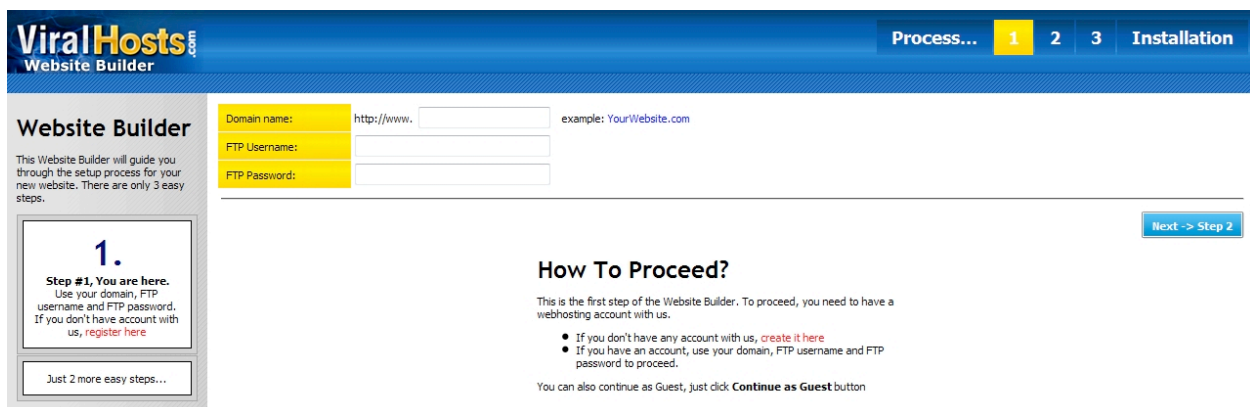 ViralHosts.com
Website Builder
Process... 1 2 3 Installation
Website Builder
This Website Builder will guide you
through the setup process for your
new website. There are only 3 easy
steps.
1.
Step #1, You are here.
Use your domain, FTP
username and FTP password.
If you don't have account with
us, register here
Just 2 more easy steps...
Domain name: http://www. example: YourWebsite.com
FTP Username:
FTP Password:
Next -> Step 2
How To Proceed?
This is the first step of the Website Builder. To proceed, you need to have a
webhosting account with us.
• If you don't have any account with us, create it here
• If you have an account, use your domain, FTP username and FTP
password to proceed.
You can also continue as Guest, just click Continue as Guest button